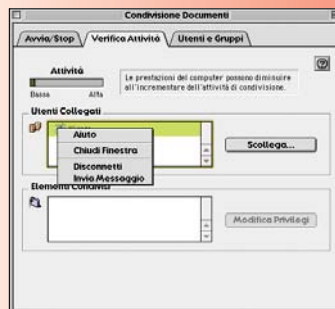 Condivisione Documenti
Avvio/Stop
Verifica Attività
Utenti e Gruppi
Attività
Bassa Alta
Le prestazioni del computer possono diminuire
all'incrementare dell'attività di condivisione.
Utenti Collegati
Aiuto
Chiudi Finestra
Disconnetti
Invia Messaggio
Scollega...
Elementi Condivisi
Modifica Privilegi